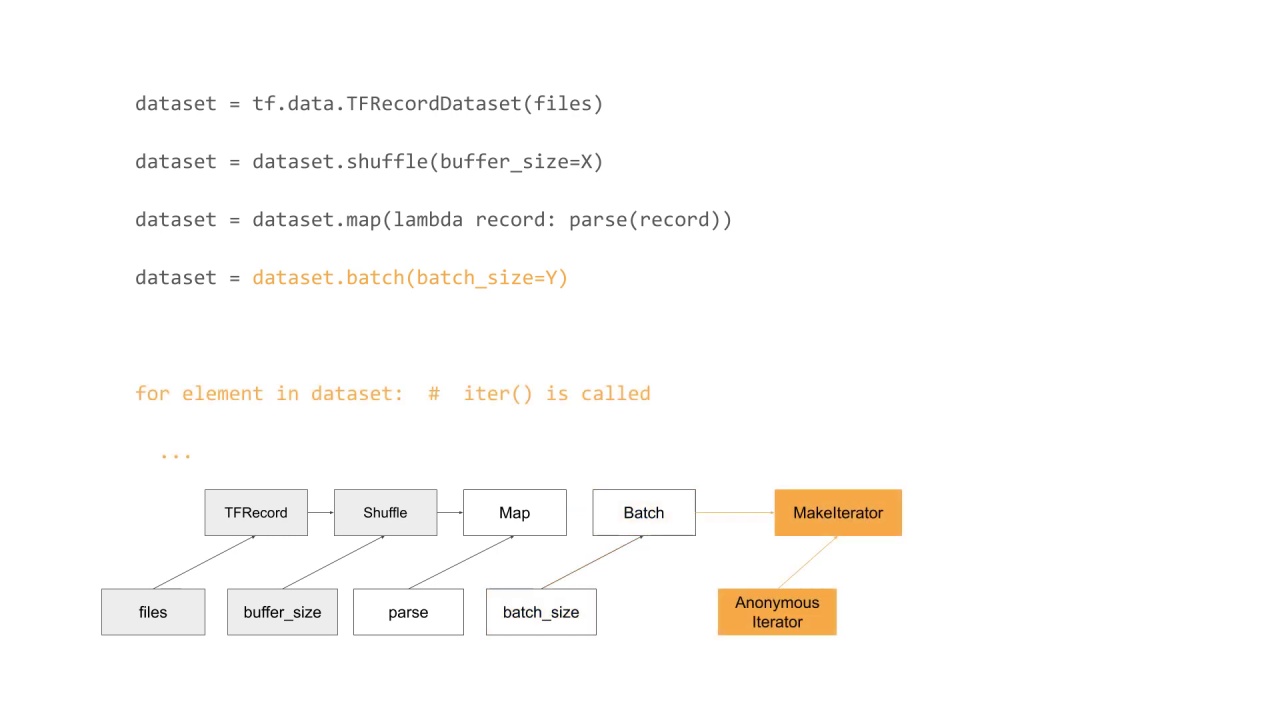 dataset = tf.data.TFRecordDataset(files)
dataset = dataset.shuffle(buffer_size=X)
dataset = dataset.map(lambda record: parse(record))
dataset = dataset.batch(batch_size=Y)
for element in dataset:  #  iter() is called
...
TFRecord
Shuffle
Map
Batch
MakeIterator
files
buffer_size
parse
batch_size
Anonymous
Iterator